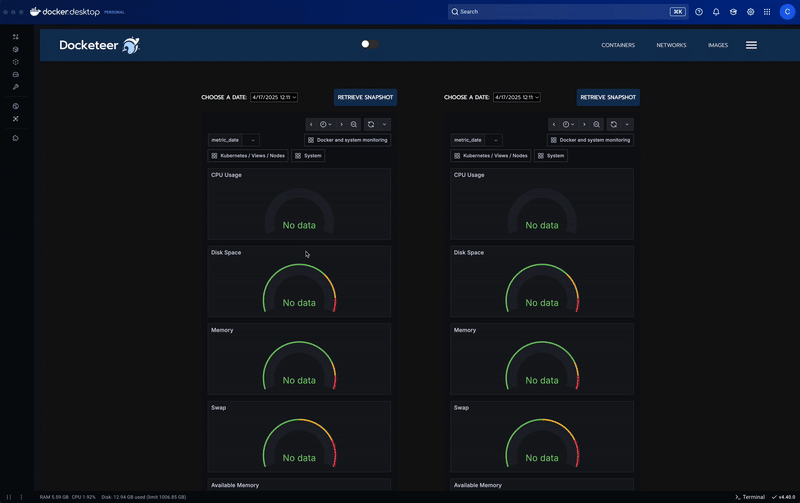 docker.desktop PERSONAL
Search
⌘K
C
Docketeer
CONTAINERS NETWORKS IMAGES
CHOOSE A DATE: 4/17/2025 12:11 RETRIEVE SNAPSHOT
metric_date
Docker and system monitoring
Kubernetes / Views / Nodes
System
CPU Usage
No data
Disk Space
No data
Memory
No data
Swap
No data
Available Memory
CHOOSE A DATE: 4/17/2025 12:11 RETRIEVE SNAPSHOT
metric_date
Docker and system monitoring
Kubernetes / Views / Nodes
System
CPU Usage
No data
Disk Space
No data
Memory
No data
Swap
No data
Available Memory
RAM 5.59 GB CPU 1.92% Disk: 12.94 GB used (limit 1006.85 GB)
Terminal
v4.40.0